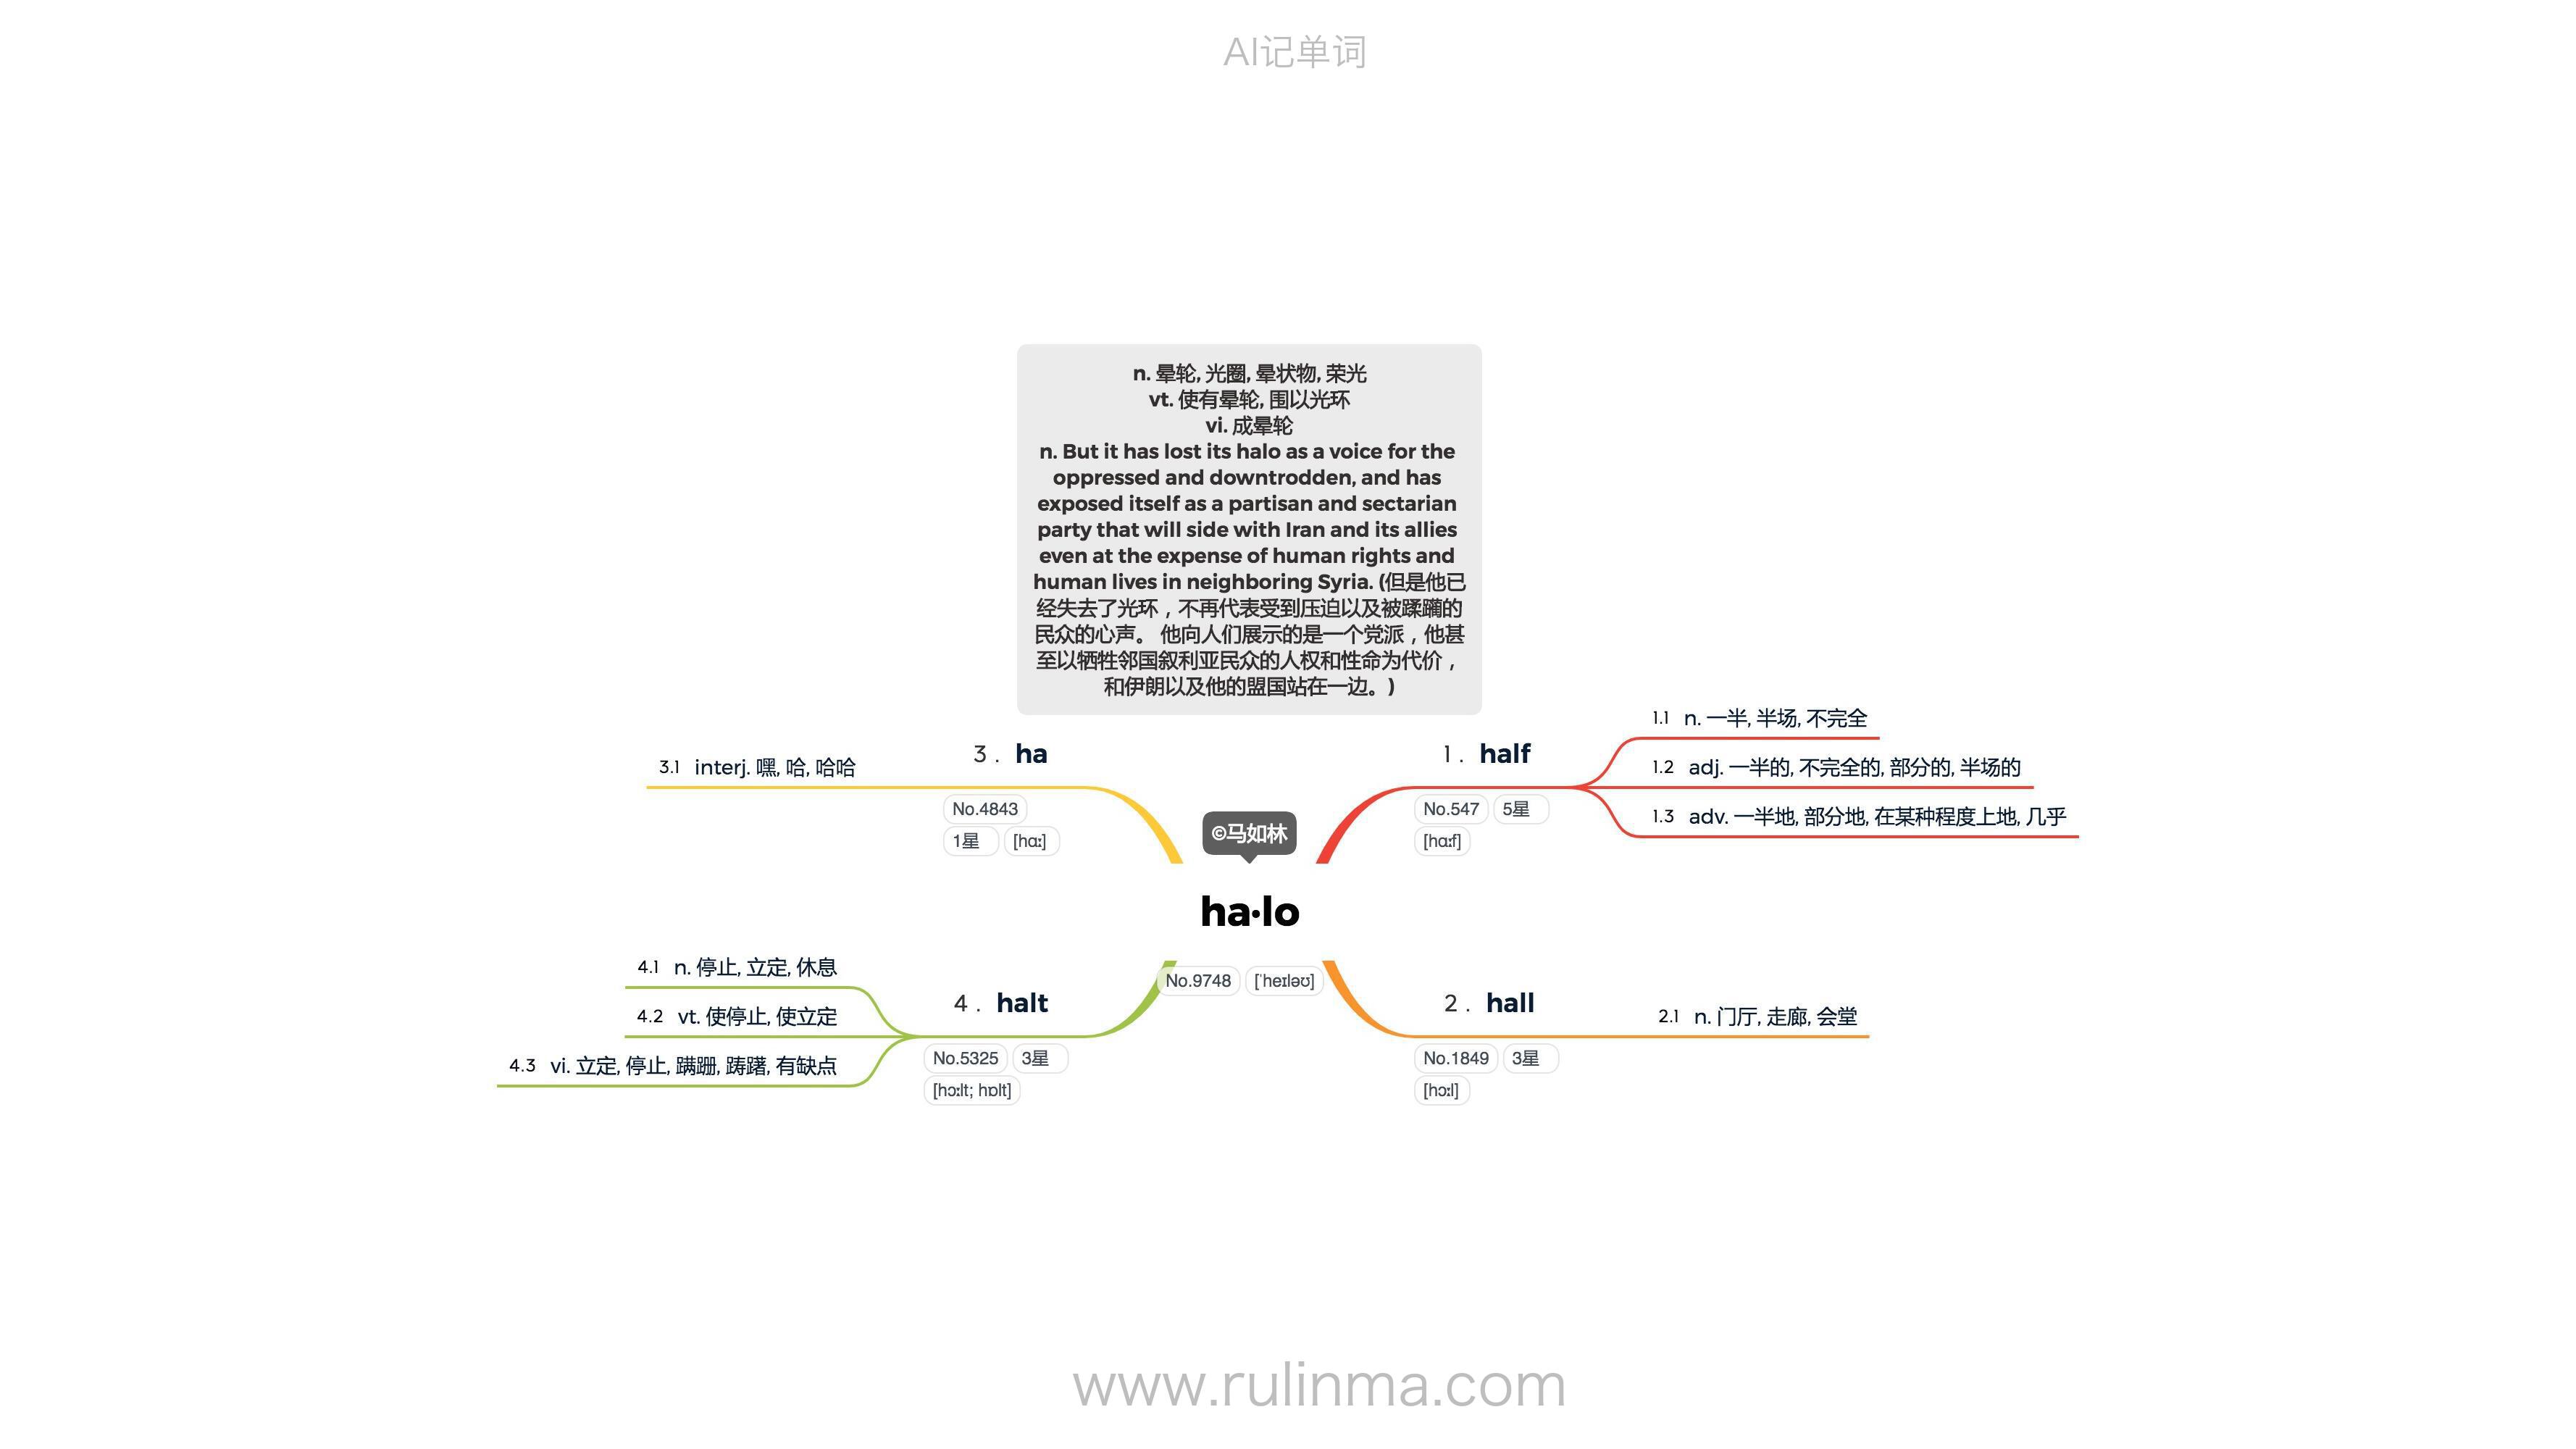 AI记单词
n. 晕轮, 光圈, 晕状物, 荣光
vt. 使有晕轮, 围以光环
vi. 成晕轮
n. But it has lost its halo as a voice for the
oppressed and downtrodden, and has
exposed itself as a partisan and sectarian
party that will side with Iran and its allies
even at the expense of human rights and
human lives in neighboring Syria. (但是他已
经失去了光环，不再代表受到压迫以及被蹂躏的
民众的心声。 他向人们展示的是一个党派，他甚
至以牺牲邻国叙利亚民众的人权和性命为代价，
和伊朗以及他的盟国站在一边。)
©马如林
ha·lo
No.9748 [ˈheɪləʊ]
1. half
No.547 5星
[hɑːf]
1.1 n. 一半, 半场, 不完全
1.2 adj. 一半的, 不完全的, 部分的, 半场的
1.3 adv. 一半地, 部分地, 在某种程度上地, 几乎
2. hall
No.1849 3星
[hɔːl]
2.1 n. 门厅, 走廊, 会堂
3. ha
No.4843
1星 [hɑː]
3.1 interj. 嘿, 哈, 哈哈
4. halt
No.5325 3星
[hɔːlt; hɒlt]
4.1 n. 停止, 立定, 休息
4.2 vt. 使停止, 使立定
4.3 vi. 立定, 停止, 蹒跚, 踌躇, 有缺点
www.rulinma.com